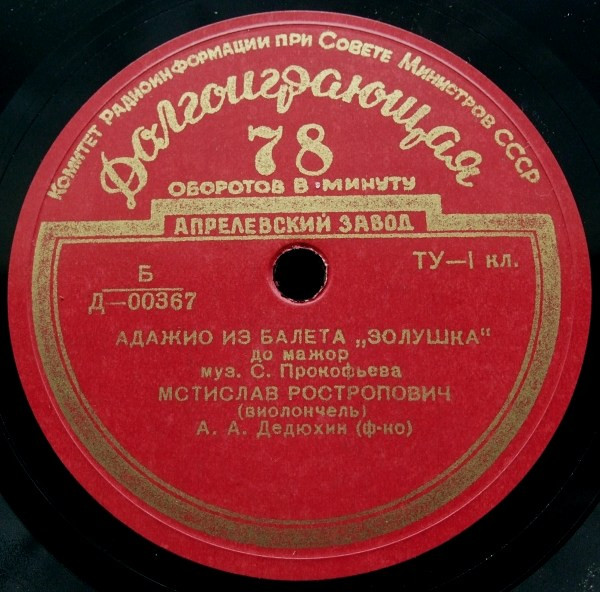 Комитет Радиоинформации при Совете Министров СССР
Долгоиграющая
78
ОБОРОТОВ В МИНУТУ
АПРЕЛЕВСКИЙ ЗАВОД
Б
Д—00367
ТУ—I кл.
АДАЖИО ИЗ БАЛЕТА „ЗОЛУШКА“
до мажор
муз. С. Прокофьева
МСТИСЛАВ РОСТРОПОВИЧ
(виолончель)
А. А. Дедюхин (ф-ко)